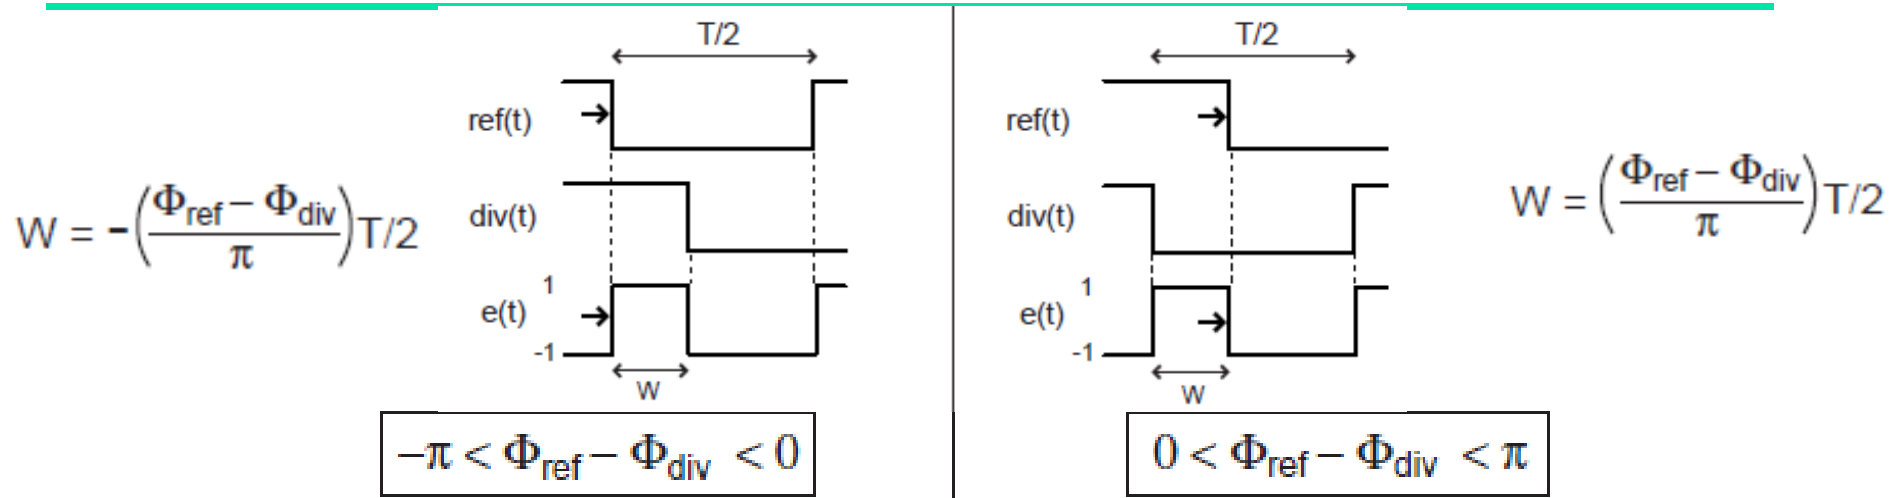 T/2
ref(t)
div(t)
W = -(Φref – Φdiv / π) T/2
1
e(t)
-1
W
–π < Φref – Φdiv < 0
T/2
ref(t)
div(t)
W = (Φref – Φdiv / π) T/2
1
e(t)
-1
W
0 < Φref – Φdiv < π